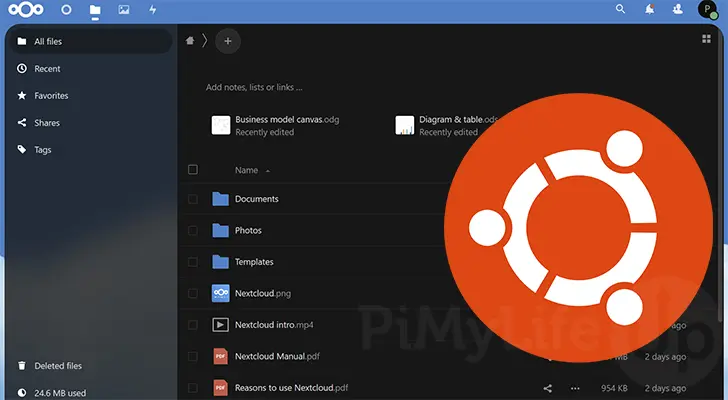 P
All files
Recent
Favorites
Shares
Tags
Deleted files
24.6 MB used
Add notes, lists or links ...
Business model canvas.odg
Recently edited
Diagram & table.ods
Recently edited
Name
Documents
Photos
Templates
Nextcloud.png
Nextcloud intro.mp4
ago
Nextcloud Manual.pdf
MB 2 days ago
Reasons to use Nextcloud.pdf
954 KB 2 days ago
PiMyLife
up